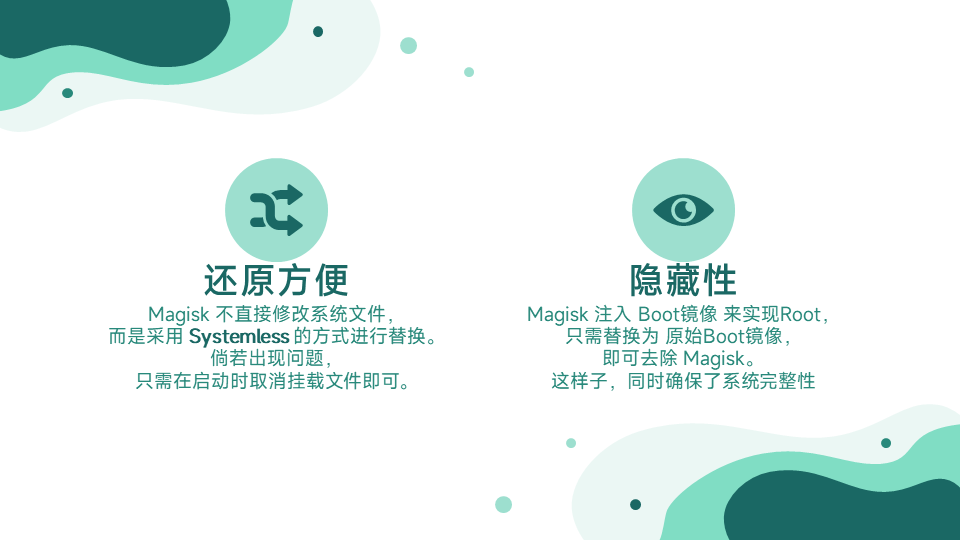 还原方便
Magisk 不直接修改系统文件，
而是采用 Systemless 的方式进行替换。
倘若出现问题，
只需在启动时取消挂载文件即可。
隐藏性
Magisk 注入 Boot镜像 来实现Root，
只需替换为 原始Boot镜像，
即可去除 Magisk。
这样子，同时确保了系统完整性